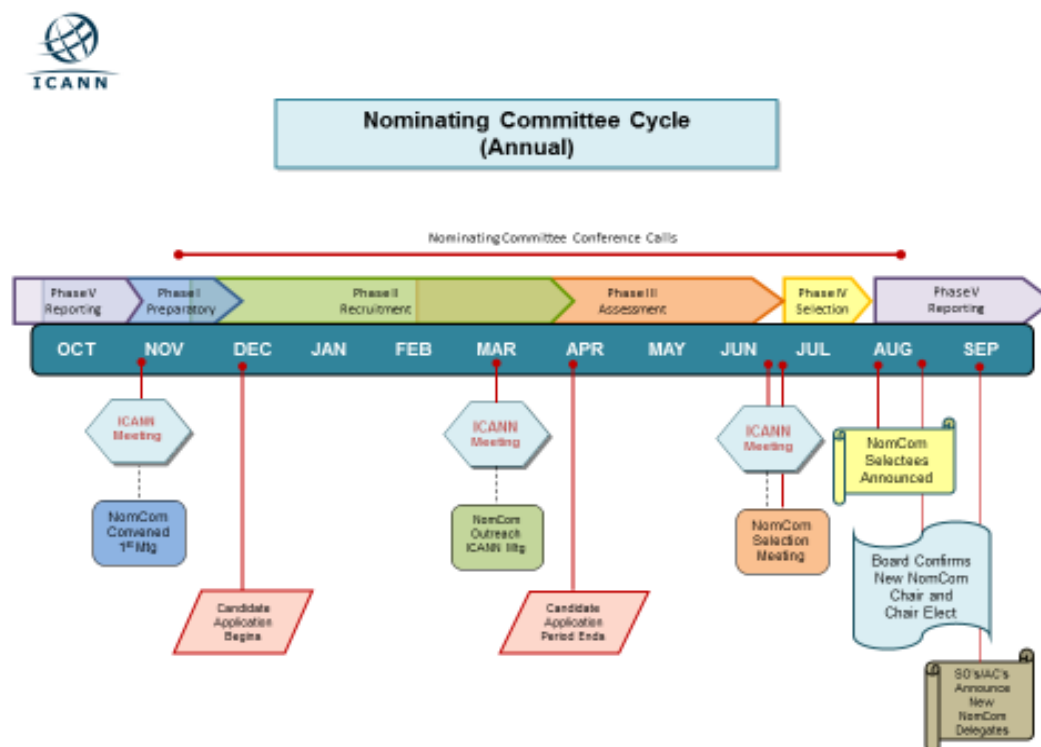 ICANN
Nominating Committee Cycle
(Annual)
Nominating Committee Conference Calls
Phase V
Reporting
Phase I
Preparatory
Phase II
Recruitment
Phase III
Assessment
Phase IV
Selection
Phase V
Reporting
OCT NOV DEC JAN FEB MAR APR MAY JUN JUL AUG SEP
ICANN
Meeting
ICANN
Meeting
ICANN
Meeting
NomCom
Selectees
Announced
NomCom
Convened
1st Mtg
NomCom
Outreach
ICANN Mtg
NomCom
Selection
Meeting
Board Confirms
New NomCom
Chair and
Chair Elect
Candidate
Application
Begins
Candidate
Application
Period Ends
SO's/AC's
Announce
New
NomCom
Delegates